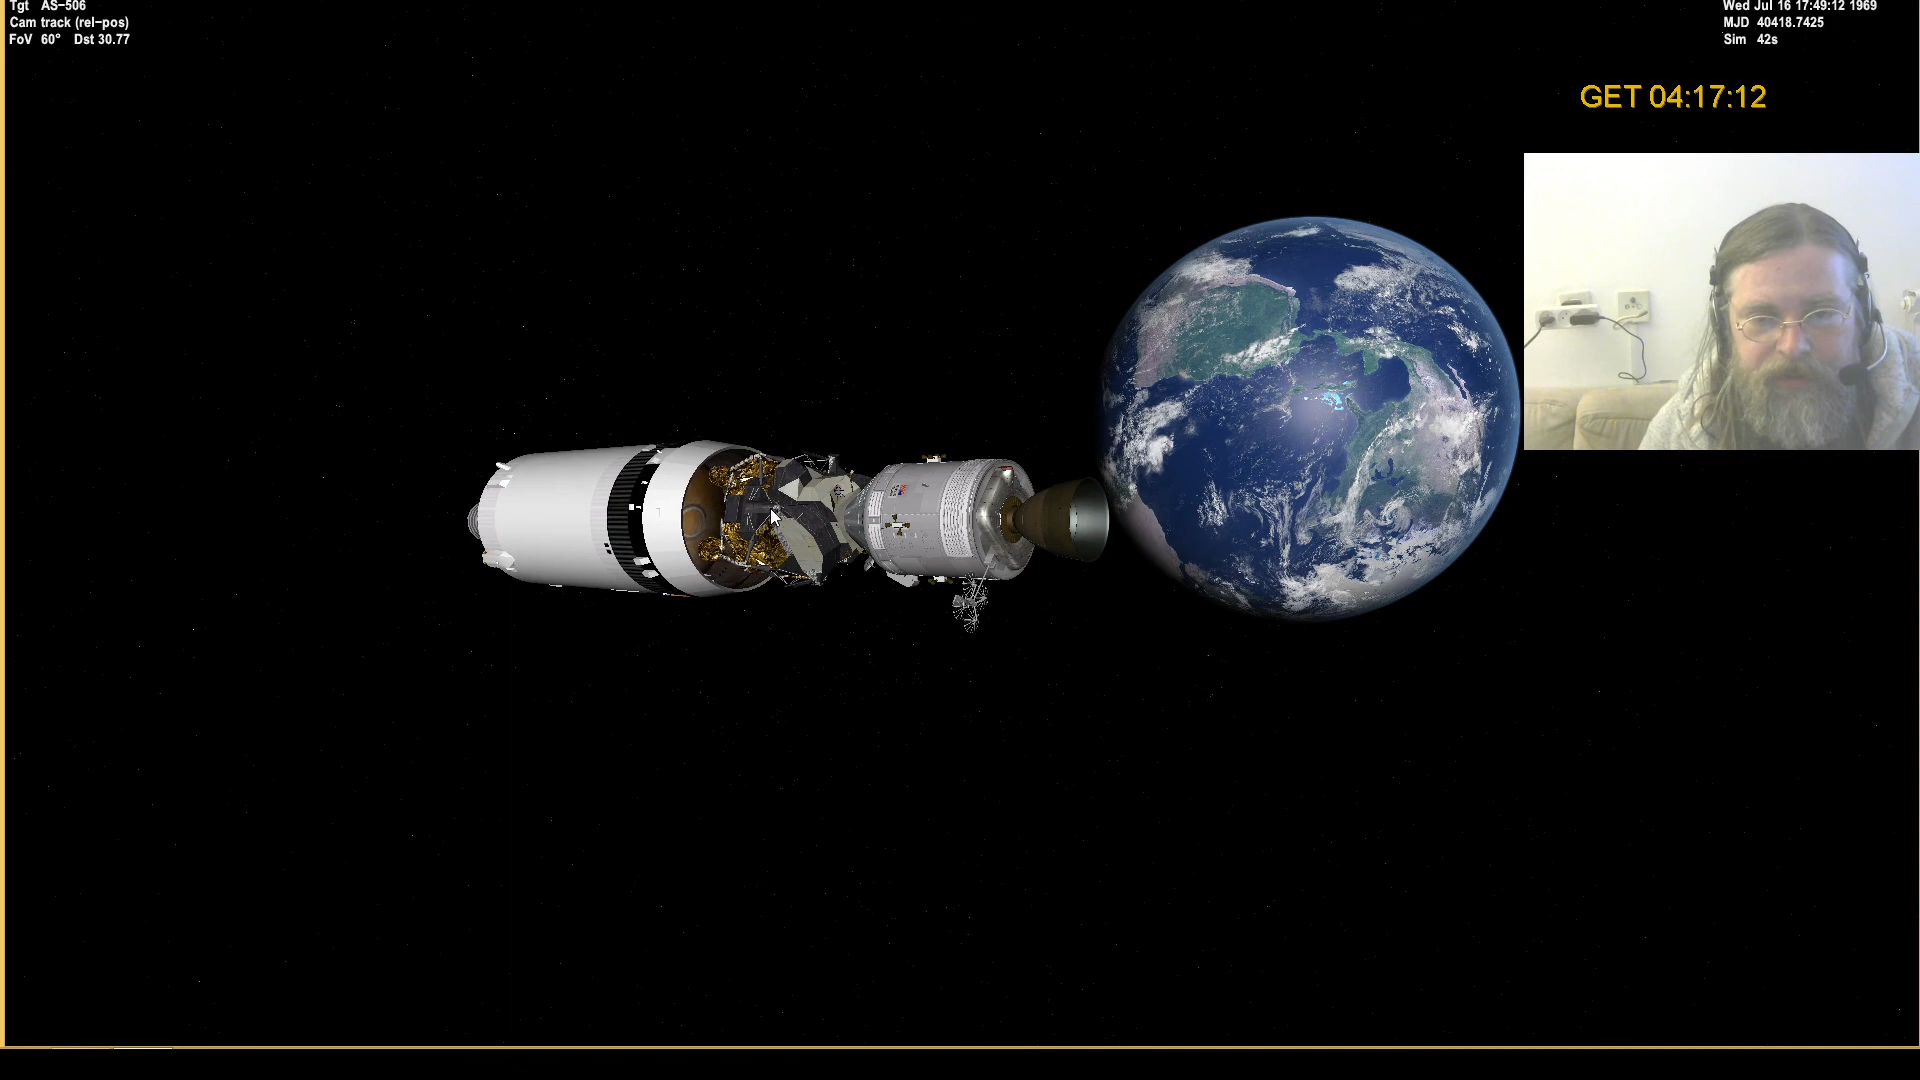 Tgt AS-506
Cam track (rel-pos)
FoV 60° Dst 30.77
Wed Jul 16 17:49:12 1969
MJD 40418.7425
Sim 42s
GET 04:17:12